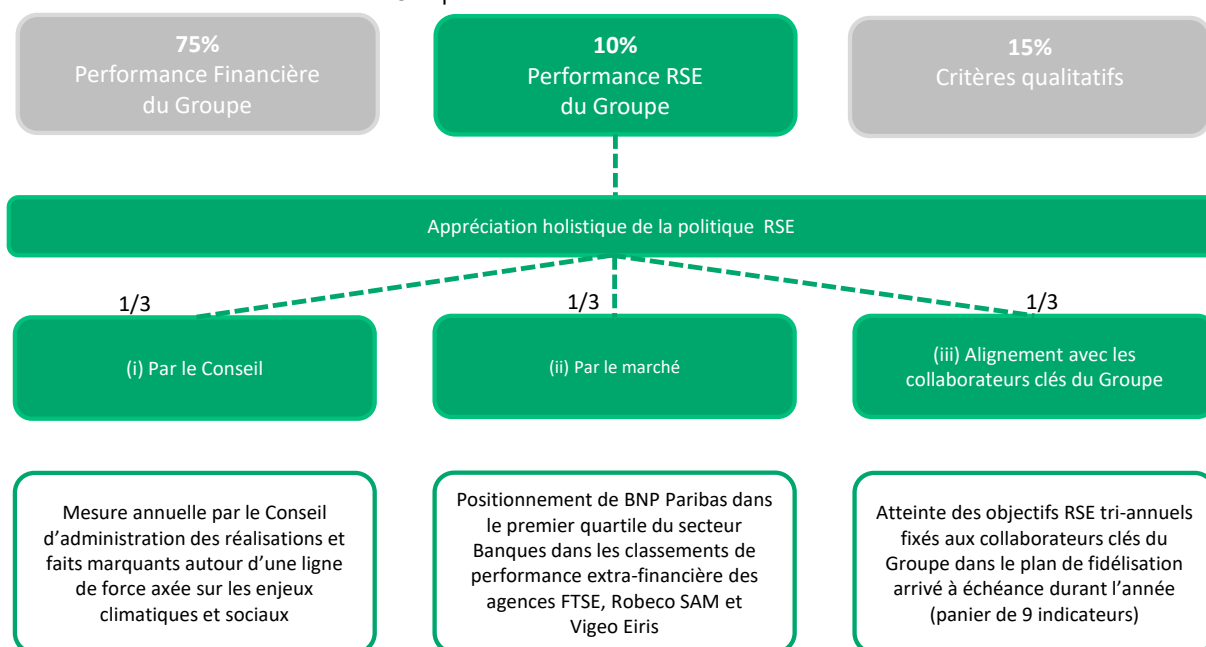 75%
Performance Financière
du Groupe
10%
Performance RSE
du Groupe
15%
Critères qualitatifs
Appréciation holistique de la politique RSE
1/3
1/3
1/3
(i) Par le Conseil
(ii) Par le marché
(iii) Alignement avec les
collaborateurs clés du Groupe
Mesure annuelle par le Conseil
d’administration des réalisations et
faits marquants autour d’une ligne
de force axée sur les enjeux
climatiques et sociaux
Positionnement de BNP Paribas dans
le premier quartile du secteur
Banques dans les classements de
performance extra-financière des
agences FTSE, Robeco SAM et
Vigeo Eiris
Atteinte des objectifs RSE tri-annuels
fixés aux collaborateurs clés du
Groupe dans le plan de fidélisation
arrivé à échéance durant l’année
(panier de 9 indicateurs)